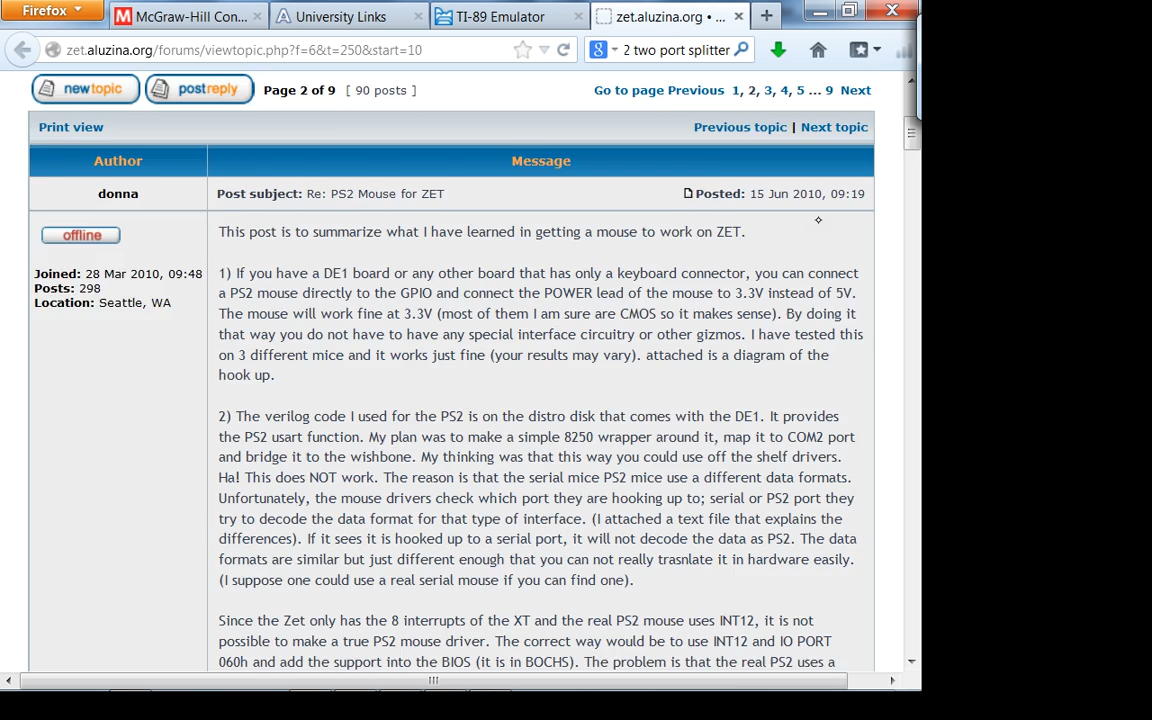 Firefox
McGraw-Hill Con...
University Links
TI-89 Emulator
zet.aluzina.org • ...
zet.aluzina.org/forums/viewtopic.php?f=6&t=250&start=10
2 two port splitter
newtopic
postreply
Page 2 of 9 [ 90 posts ]
Go to page Previous 1, 2, 3, 4, 5 ... 9 Next
Print view
Previous topic | Next topic
Author
Message
donna
Post subject: Re: PS2 Mouse for ZET
Posted: 15 Jun 2010, 09:19
offline
Joined: 28 Mar 2010, 09:48
Posts: 298
Location: Seattle, WA
This post is to summarize what I have learned in getting a mouse to work on ZET.
1) If you have a DE1 board or any other board that has only a keyboard connector, you can connect
a PS2 mouse directly to the GPIO and connect the POWER lead of the mouse to 3.3V instead of 5V.
The mouse will work fine at 3.3V (most of them I am sure are CMOS so it makes sense). By doing it
that way you do not have to have any special interface circuitry or other gizmos. I have tested this
on 3 different mice and it works just fine (your results may vary). attached is a diagram of the
hook up.
2) The verilog code I used for the PS2 is on the distro disk that comes with the DE1. It provides
the PS2 usart function. My plan was to make a simple 8250 wrapper around it, map it to COM2 port
and bridge it to the wishbone. My thinking was that this way you could use off the shelf drivers.
Ha! This does NOT work. The reason is that the serial mice PS2 mice use a different data formats.
Unfortunately, the mouse drivers check which port they are hooking up to; serial or PS2 port they
try to decode the data format for that type of interface. (I attached a text file that explains the
differences). If it sees it is hooked up to a serial port, it will not decode the data as PS2. The data
formats are similar but just different enough that you can not really trasnlate it in hardware easily.
(I suppose one could use a real serial mouse if you can find one).
Since the Zet only has the 8 interrupts of the XT and the real PS2 mouse uses INT12, it is not
possible to make a true PS2 mouse driver. The correct way would be to use INT12 and IO PORT
060h and add the support into the BIOS (it is in BOCHS). The problem is that the real PS2 uses a